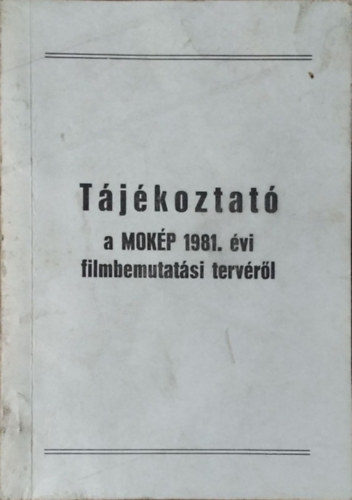 Tájékoztató
a MOKÉP 1981. évi
filmbemutatási tervéről